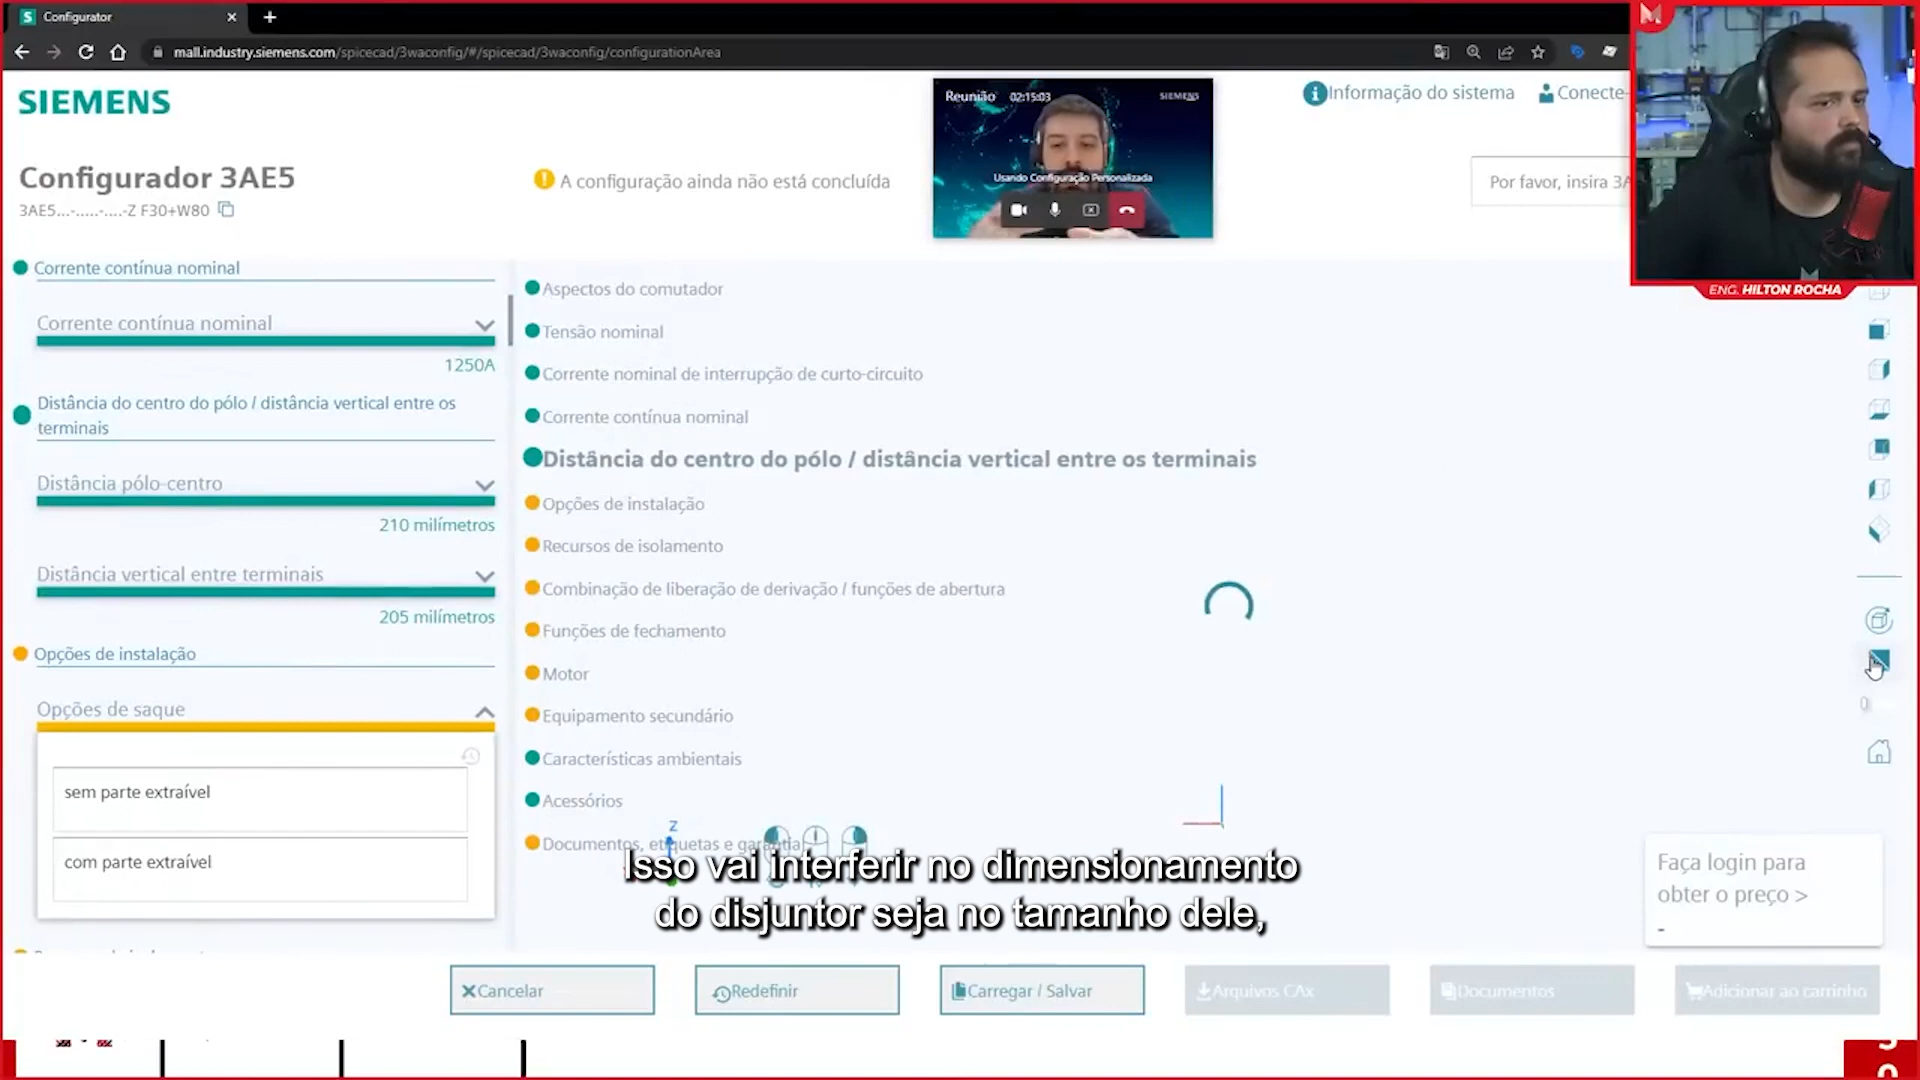 Configurator
mall.industry.siemens.com/spicecad/3waconfig/#/spicecad/3waconfig/configurationArea
SIEMENS
Informação do sistema
Conecte-
Reunião 02:15:03
SIEMENS
Usando Configuração Personalizada
Configurador 3AE5
3AE5...-.....-....-Z F30+W80
A configuração ainda não está concluída
Por favor, insira 3A
ENG. HILTON ROCHA
Corrente contínua nominal
Corrente contínua nominal
1250A
Distância do centro do pólo / distância vertical entre os
terminais
Distância pólo-centro
210 milímetros
Distância vertical entre terminais
205 milímetros
Opções de instalação
Opções de saque
sem parte extraível
com parte extraível
Aspectos do comutador
Tensão nominal
Corrente nominal de interrupção de curto-circuito
Corrente contínua nominal
Distância do centro do pólo / distância vertical entre os terminais
Opções de instalação
Recursos de isolamento
Combinação de liberação de derivação / funções de abertura
Funções de fechamento
Motor
Equipamento secundário
Características ambientais
Acessórios
Documentos, etiquetas e garantia
Z
0
Isso vai interferir no dimensionamento
do disjuntor seja no tamanho dele,
Faça login para
obter o preço >
-
Cancelar
Redefinir
Carregar / Salvar
Arquivos CAx
Documentos
Adicionar ao carrinho